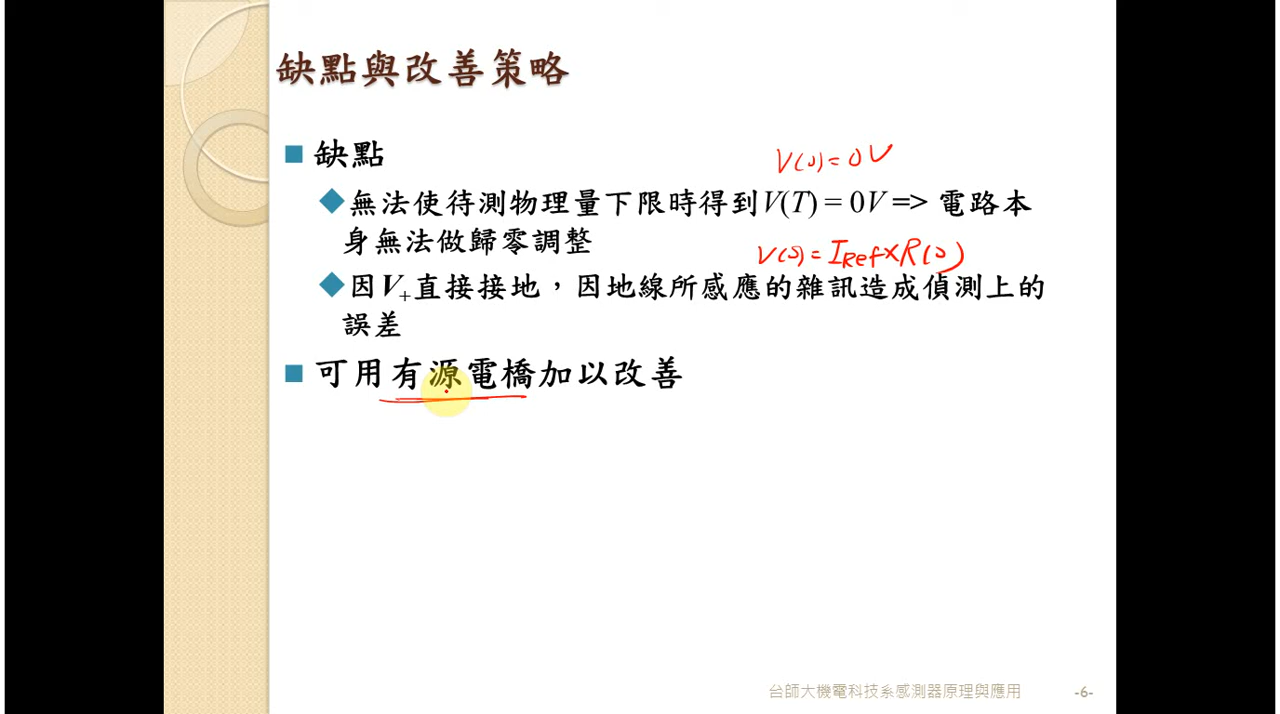 缺點與改善策略
缺點
V(0)=0V
無法使待測物理量下限時得到V(T) = 0V => 電路本
身無法做歸零調整
V(0)=IRef×R(0)
因V+直接接地，因地線所感應的雜訊造成偵測上的
誤差
可用有源電橋加以改善
台師大機電科技系感測器原理與應用
-6-